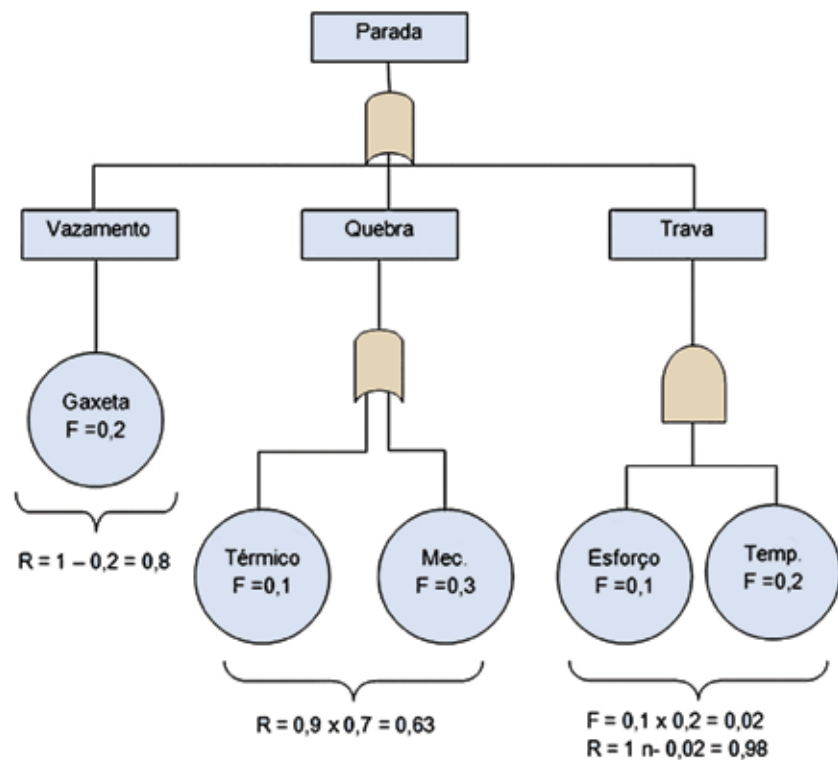 Parada
Vazamento
Quebra
Trava
Gaxeta
F =0,2
R = 1 – 0,2 = 0,8
Térmico
F =0,1
Mec.
F =0,3
R = 0,9 x 0,7 = 0,63
Esforço
F =0,1
Temp.
F =0,2
F = 0,1 x 0,2 = 0,02
R = 1 n- 0,02 = 0,98